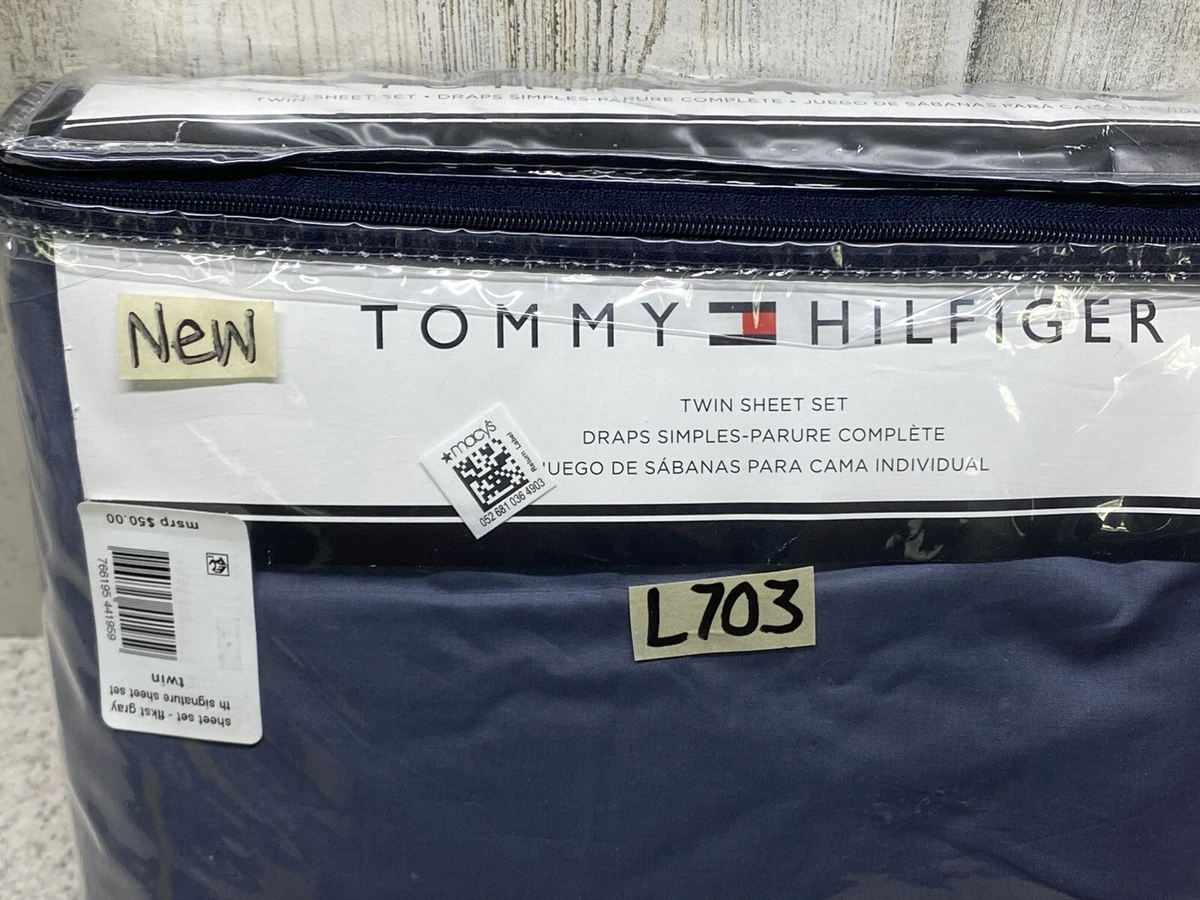 TWIN SHEET SET • DRAPS SIMPLES-PARURE COMPLÈTE • JUEGO DE SÁBANAS PARA CAMA
New
TOMMY HILFIGER
TWIN SHEET SET
DRAPS SIMPLES-PARURE COMPLÈTE
JUEGO DE SÁBANAS PARA CAMA INDIVIDUAL
macy's
Return Label
052 681 036 4903
L703
sheet set - flkst gray
th signature sheet set
twin
766195 441959
msrp $50.00